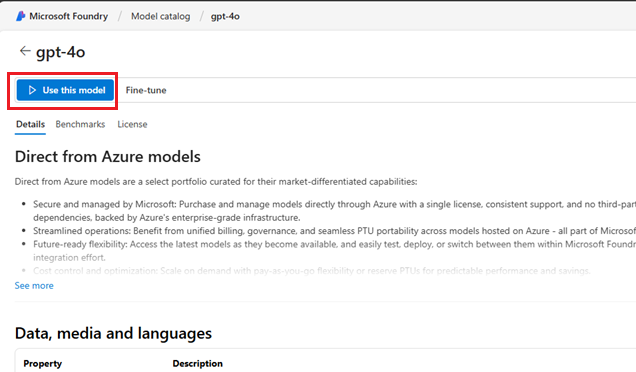 Microsoft Foundry / Model catalog / gpt-4o
gpt-4o
Use this model Fine-tune
Details Benchmarks License
Direct from Azure models
Direct from Azure models are a select portfolio curated for their market-differentiated capabilities:
• Secure and managed by Microsoft: Purchase and manage models directly through Azure with a single license, consistent support, and no third-part
dependencies, backed by Azure's enterprise-grade infrastructure.
• Streamlined operations: Benefit from unified billing, governance, and seamless PTU portability across models hosted on Azure - all part of Microsof
• Future-ready flexibility: Access the latest models as they become available, and easily test, deploy, or switch between them within Microsoft Foundr
integration effort.
• Cost control and optimization: Scale on demand with pay-as-you-go flexibility or reserve PTUs for predictable performance and savings.
See more
Data, media and languages
Property Description